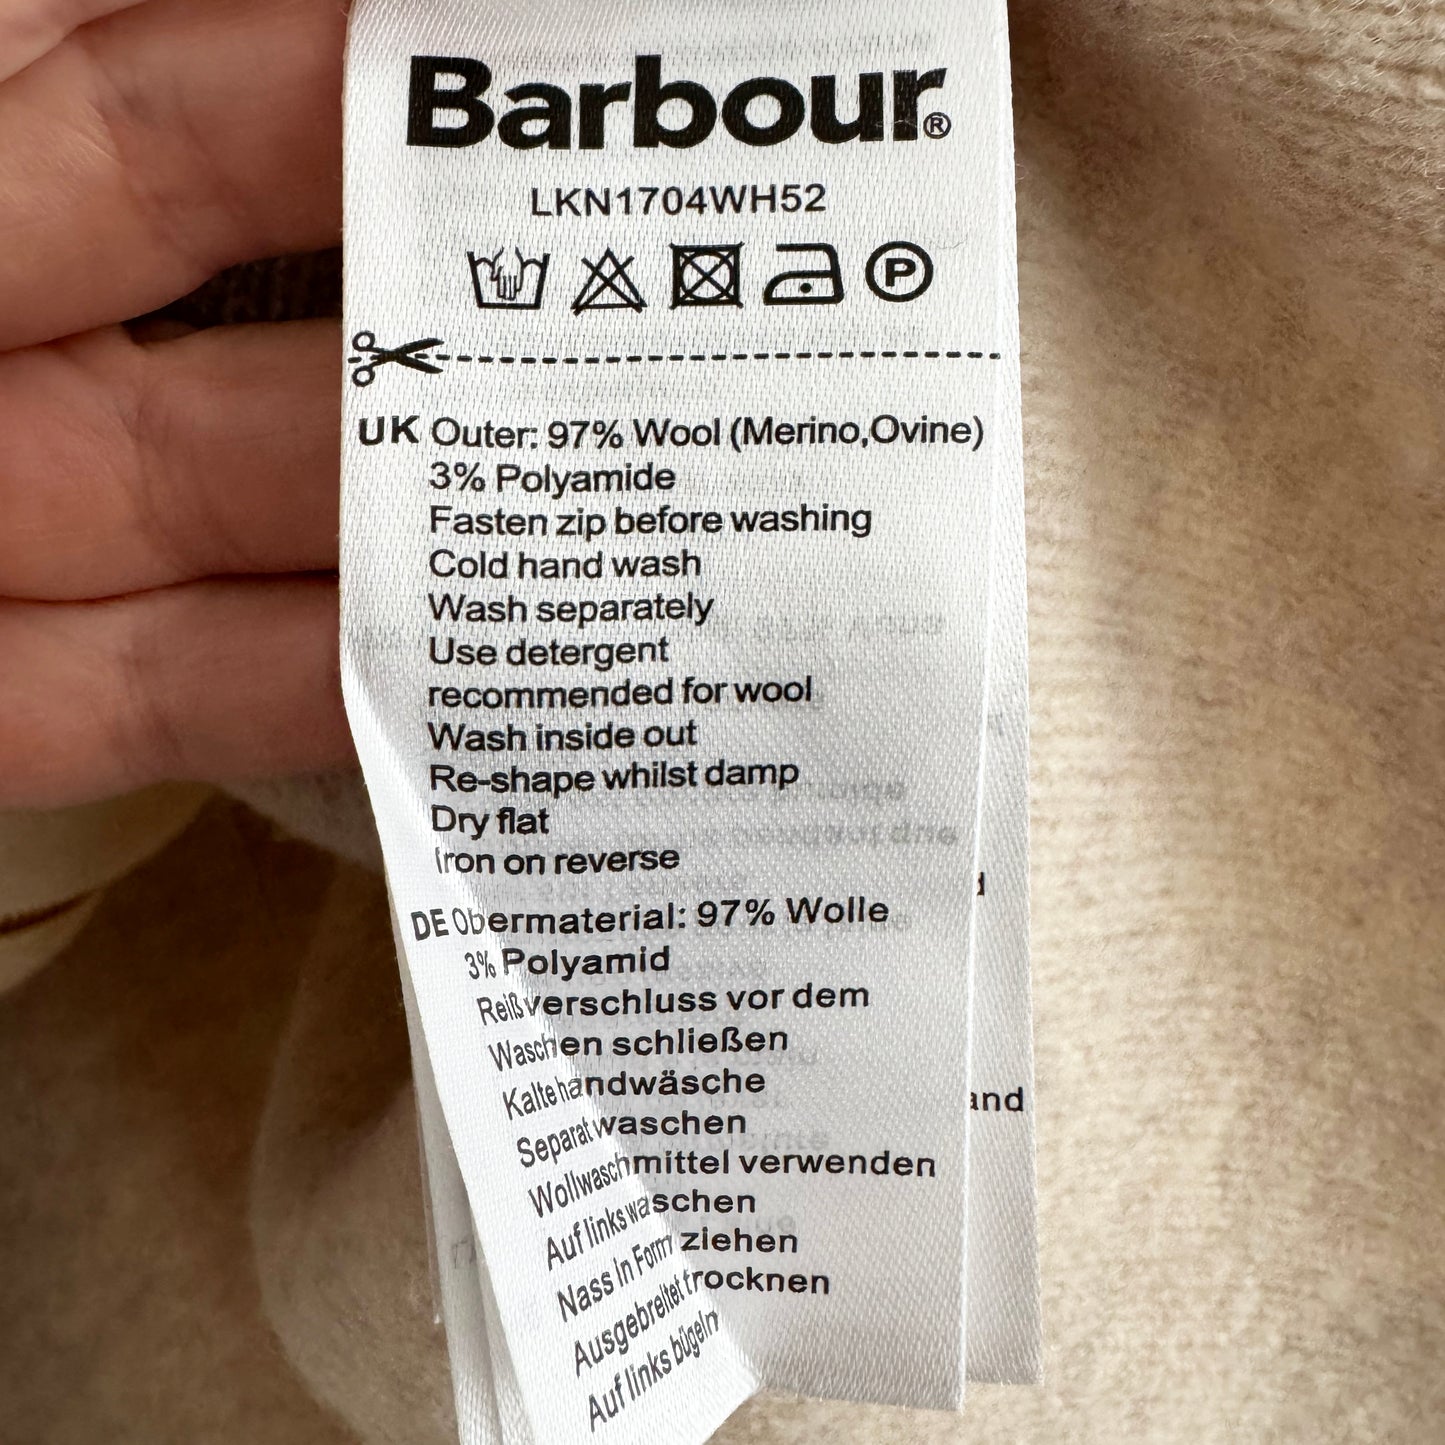 Barbour®
LKN1704WH52
P
UK Outer: 97% Wool (Merino,Ovine)
3% Polyamide
Fasten zip before washing
Cold hand wash
Wash separately
Use detergent
recommended for wool
Wash inside out
Re-shape whilst damp
Dry flat
Iron on reverse
DE Obermaterial: 97% Wolle
3% Polyamid
Reißverschluss vor dem
Waschen schließen
Kalte handwäsche
Separat waschen
Wollwaschmittel verwenden
Auf links waschen
Nass In Form ziehen
Ausgebreitet trocknen
Auf links bügeln